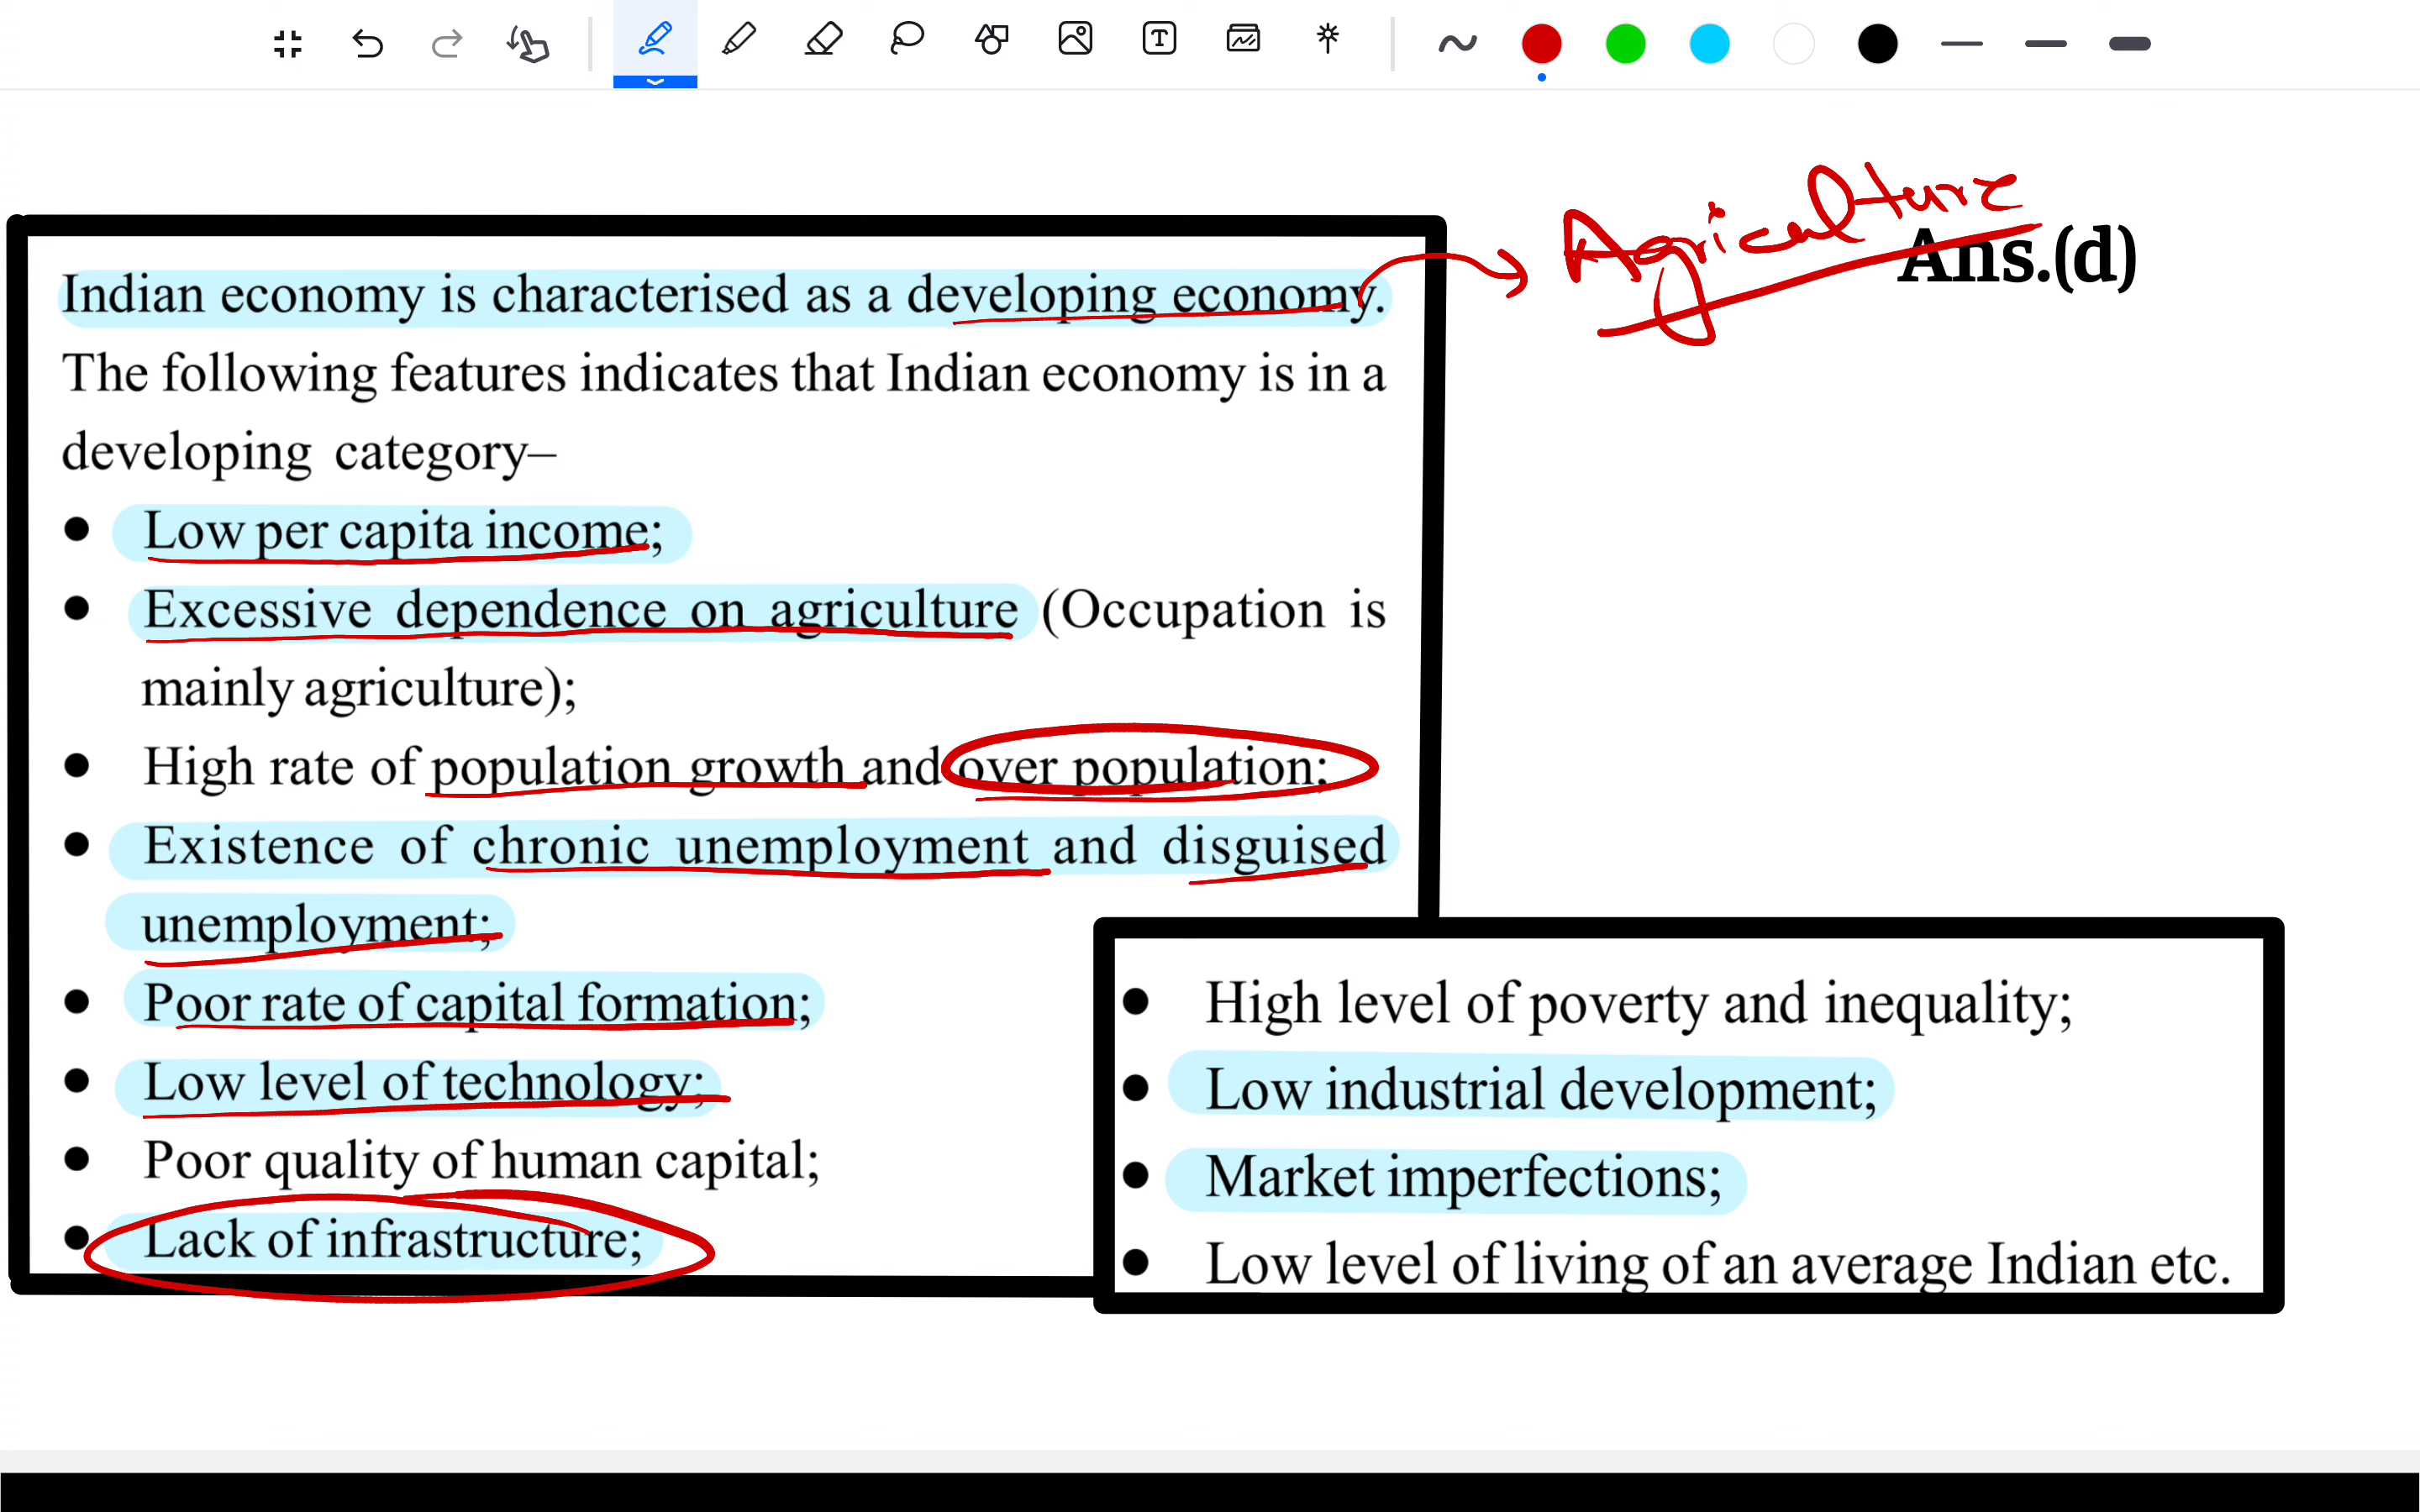 Agriculture
Ans.(d)
Indian economy is characterised as a developing economy.
The following features indicates that Indian economy is in a
developing category–
● Low per capita income;
● Excessive dependence on agriculture (Occupation is
mainly agriculture);
● High rate of population growth and over population;
● Existence of chronic unemployment and disguised
unemployment;
● Poor rate of capital formation;
● Low level of technology;
● Poor quality of human capital;
● Lack of infrastructure;
● High level of poverty and inequality;
● Low industrial development;
● Market imperfections;
● Low level of living of an average Indian etc.